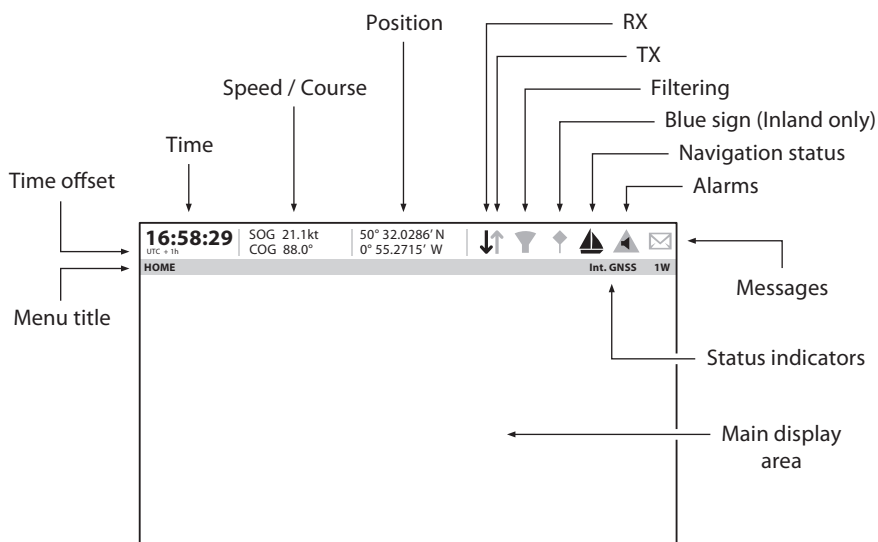 Position
RX
TX
Speed / Course
Filtering
Blue sign (Inland only)
Time
Navigation status
Time offset
Alarms
16:58:29
UTC + 1h
SOG 21.1kt
COG 88.0°
50° 32.0286′ N
0° 55.2715′ W
HOME
Int. GNSS 1W
Messages
Menu title
Status indicators
Main display
area